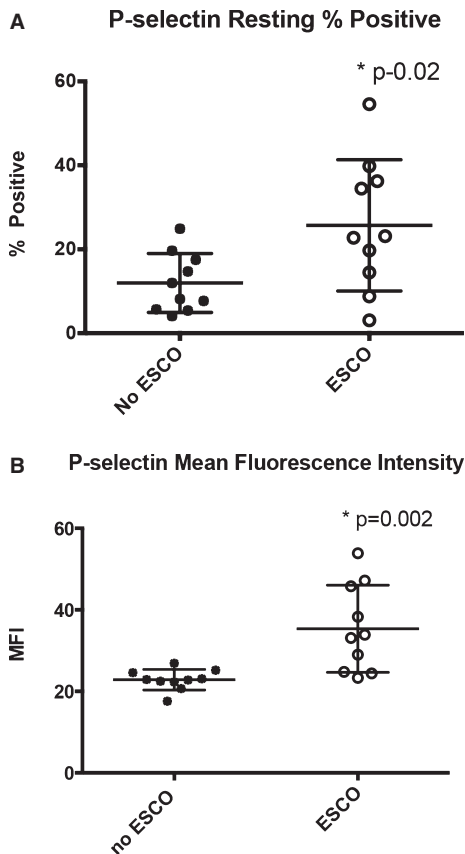 A
P-selectin Resting % Positive
* p-0.02
60
40
20
0
% Positive
No ESCO
ESCO
B
P-selectin Mean Fluorescence Intensity
* p=0.002
60
40
20
0
MFI
no ESCO
ESCO